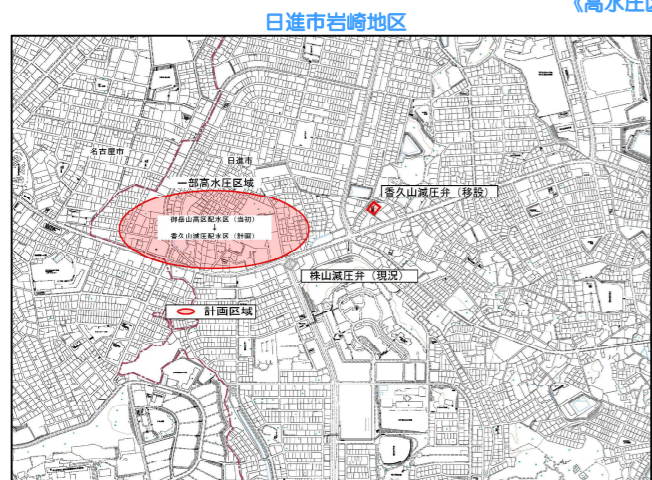 《高水圧区
日進市岩崎地区
名古屋市
日進市
一部高水圧区域
香久山減圧弁（移設）
御岳山高区配水区（当初）
↓
香久山減圧配水区（計画）
株山減圧弁（現況）
計画区域